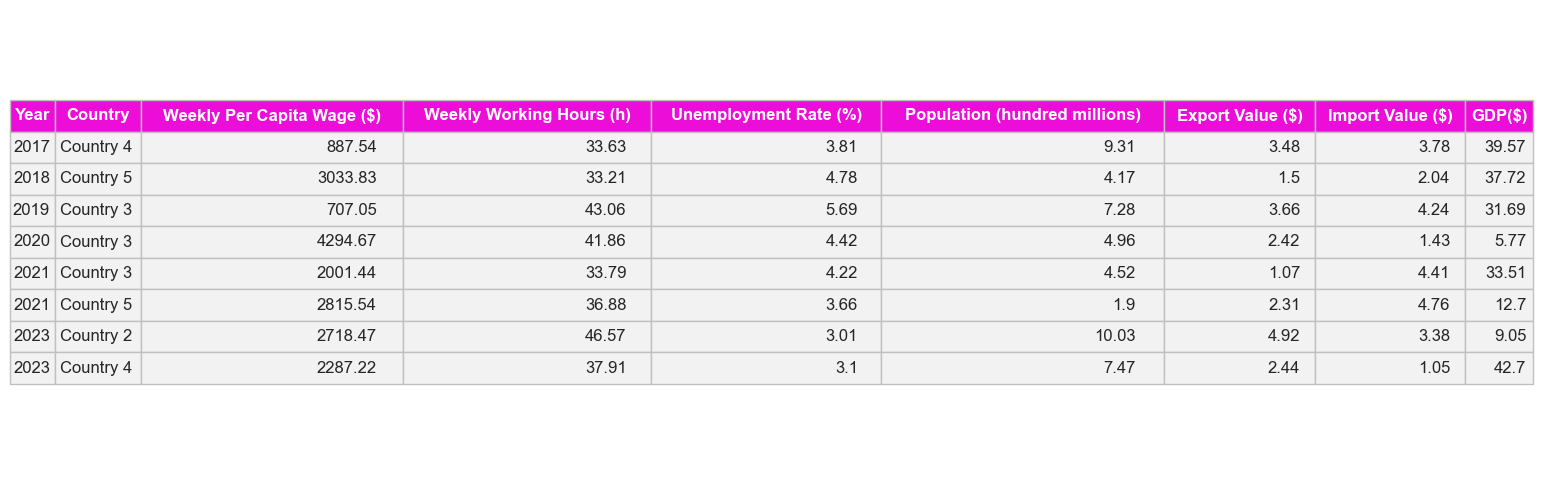 Year Country Weekly Per Capita Wage ($) Weekly Working Hours (h) Unemployment Rate (%) Population (hundred millions) Export Value ($) Import Value ($) GDP($)
2017 Country 4 887.54 33.63 3.81 9.31 3.48 3.78 39.57
2018 Country 5 3033.83 33.21 4.78 4.17 1.5 2.04 37.72
2019 Country 3 707.05 43.06 5.69 7.28 3.66 4.24 31.69
2020 Country 3 4294.67 41.86 4.42 4.96 2.42 1.43 5.77
2021 Country 3 2001.44 33.79 4.22 4.52 1.07 4.41 33.51
2021 Country 5 2815.54 36.88 3.66 1.9 2.31 4.76 12.7
2023 Country 2 2718.47 46.57 3.01 10.03 4.92 3.38 9.05
2023 Country 4 2287.22 37.91 3.1 7.47 2.44 1.05 42.7